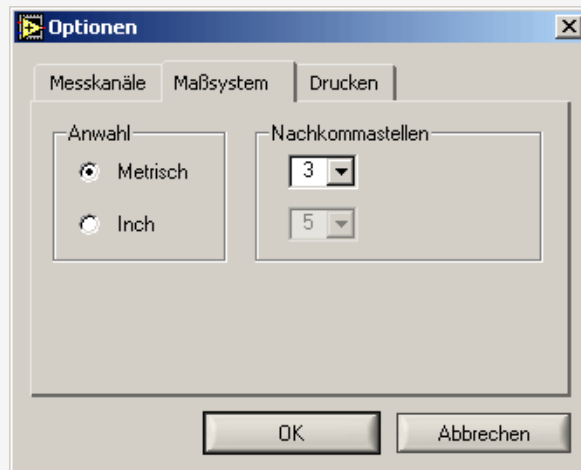 Optionen
Messkanäle Maßsystem Drucken
Anwahl Nachkommastellen
Metrisch 3
Inch 5
OK Abbrechen